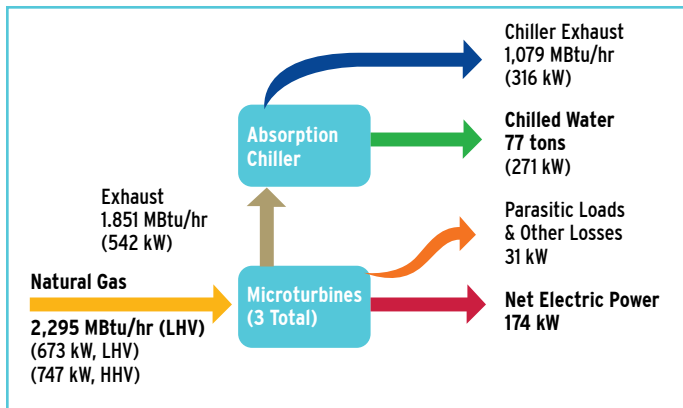 Chiller Exhaust
1,079 MBtu/hr
(316 kW)
Absorption
Chiller
Chilled Water
77 tons
(271 kW)
Exhaust
1.851 MBtu/hr
(542 kW)
Parasitic Loads
& Other Losses
31 kW
Natural Gas
2,295 MBtu/hr (LHV)
(673 kW, LHV)
(747 kW, HHV)
Microturbines
(3 Total)
Net Electric Power
174 kW